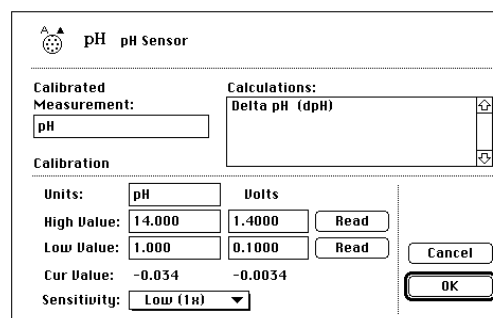 A
pH pH Sensor
Calibrated
Measurement:
pH
Calculations:
Delta pH (dpH)
Calibration
Units: pH Volts
High Value: 14.000 1.4000 Read
Low Value: 1.000 0.1000 Read
Cur Value: -0.034 -0.0034
Sensitivity: Low (1x)
Cancel
OK